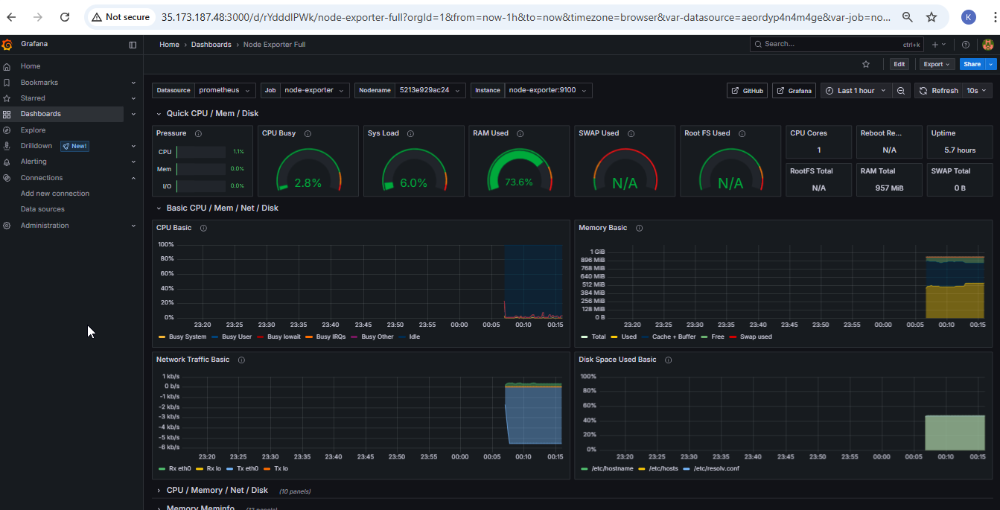 Not secure
35.173.187.48:3000/d/rYdddlPWk/node-exporter-full?orgId=1&from=now-1h&to=now&timezone=browser&var-datasource=aeordyp4n4m4ge&var-job=no...
K
Grafana
Home › Dashboards › Node Exporter Full
Search...
ctrl+k
Edit
Export
Share
Home
Bookmarks
Starred
Dashboards
Explore
Drilldown
New!
Alerting
Connections
Add new connection
Data sources
Administration
Datasource prometheus
Job node-exporter
Nodename 5213e929ac24
Instance node-exporter:9100
GitHub
Grafana
Last 1 hour
Refresh
10s
Quick CPU / Mem / Disk
Pressure
CPU 1.1%
Mem 0.0%
I/O 0.0%
CPU Busy
2.8%
Sys Load
6.0%
RAM Used
73.6%
SWAP Used
N/A
Root FS Used
N/A
CPU Cores
1
Reboot Re...
N/A
Uptime
5.7 hours
RootFS Total
N/A
RAM Total
957 MiB
SWAP Total
0 B
Basic CPU / Mem / Net / Disk
CPU Basic
100%
80%
60%
40%
20%
0%
23:20 23:25 23:30 23:35 23:40 23:45 23:50 23:55 00:00 00:05 00:10 00:15
Busy System Busy User Busy Iowait Busy IRQs Busy Other Idle
Memory Basic
1 GiB
896 MiB
768 MiB
640 MiB
512 MiB
384 MiB
256 MiB
128 MiB
0 B
23:20 23:25 23:30 23:35 23:40 23:45 23:50 23:55 00:00 00:05 00:10 00:15
Total Used Cache + Buffer Free Swap used
Network Traffic Basic
1 kb/s
0 b/s
-1 kb/s
-2 kb/s
-3 kb/s
-4 kb/s
-5 kb/s
-6 kb/s
23:20 23:25 23:30 23:35 23:40 23:45 23:50 23:55 00:00 00:05 00:10 00:15
Rx eth0 Rx lo Tx eth0 Tx lo
Disk Space Used Basic
100%
80%
60%
40%
20%
0%
23:20 23:25 23:30 23:35 23:40 23:45 23:50 23:55 00:00 00:05 00:10 00:15
/etc/hostname /etc/hosts /etc/resolv.conf
CPU / Memory / Net / Disk (10 panels)
Memory Meminfo